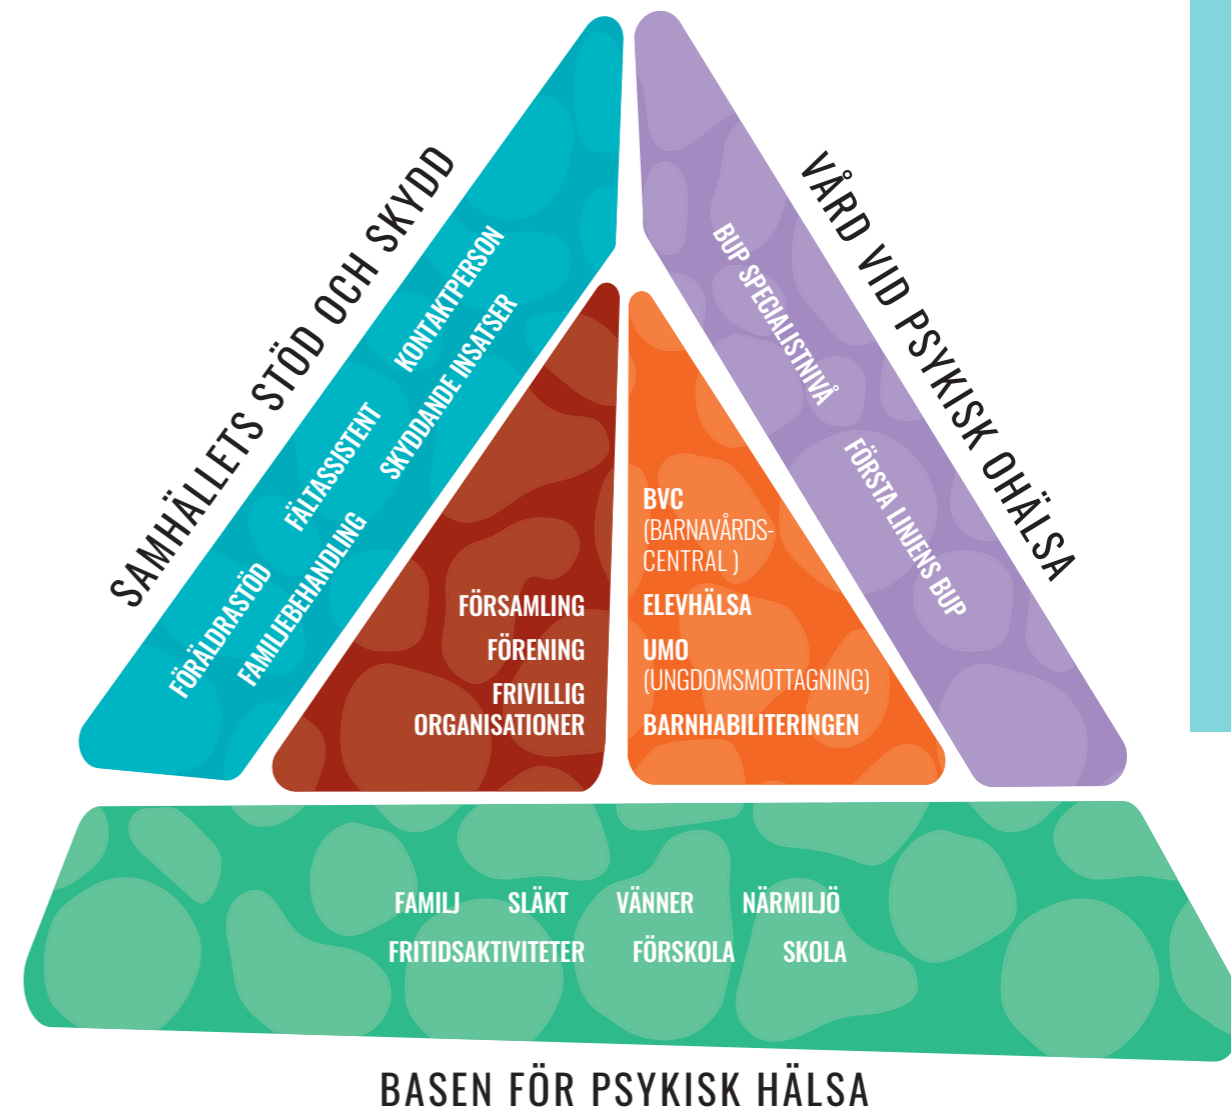 SAMHÄLLETS STÖD OCH SKYDD
KONTAKTPERSON
SKYDDANDE INSATSER
FÄLTASSISTENT
FÖRÄLDRASTÖD
FAMILJEBEHANDLING
VÅRD VID PSYKISK OHÄLSA
BUP SPECIALISTNIVÅ
FÖRSTA LINJENS BUP
FÖRSAMLING
FÖRENING
FRIVILLIG
ORGANISATIONER
BVC
(BARNAVÅRDS-
CENTRAL )
ELEVHÄLSA
UMO
(UNGDOMSMOTTAGNING)
BARNHABILITERINGEN
FAMILJ SLÄKT VÄNNER NÄRMILJÖ
FRITIDSAKTIVITETER FÖRSKOLA SKOLA
BASEN FÖR PSYKISK HÄLSA